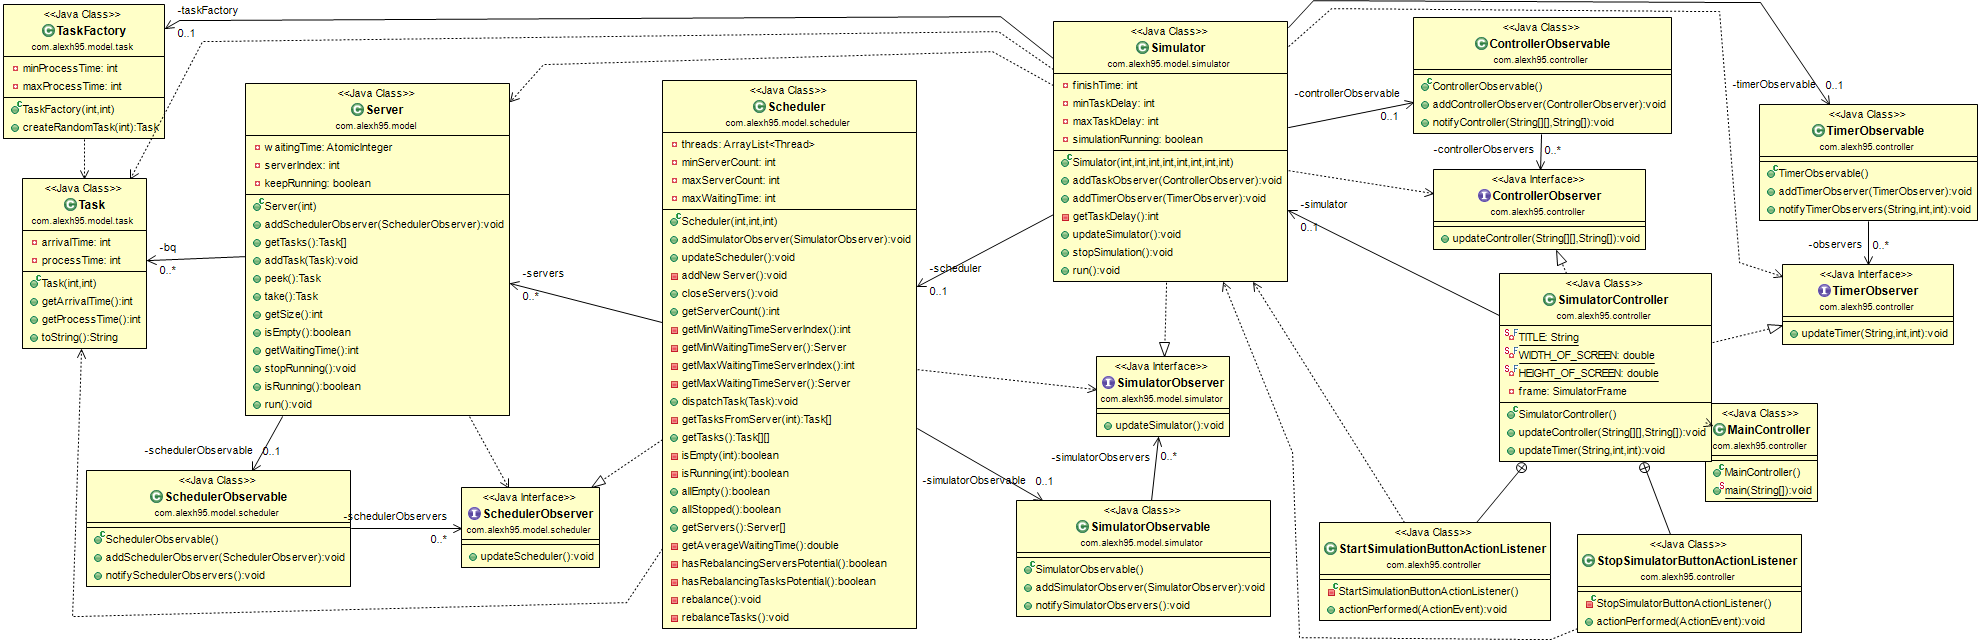 <<Java Class>>
TaskFactory
com.alexh95.model.task
minProcessTime: int
maxProcessTime: int
TaskFactory(int,int)
createRandomTask(int):Task
-taskFactory
0..1
<<Java Class>>
Task
com.alexh95.model.task
arrivalTime: int
processTime: int
Task(int,int)
getArrivalTime():int
getProcessTime():int
toString():String
-bq
0..*
<<Java Class>>
Server
com.alexh95.model
waitingTime: AtomicInteger
serverIndex: int
keepRunning: boolean
Server(int)
addSchedulerObserver(SchedulerObserver):void
getTasks():Task[]
addTask(Task):void
peek():Task
take():Task
getSize():int
isEmpty():boolean
getWaitingTime():int
stopRunning():void
isRunning():boolean
run():void
-schedulerObservable
0..1
<<Java Class>>
SchedulerObservable
com.alexh95.model.scheduler
SchedulerObservable()
addSchedulerObserver(SchedulerObserver):void
notifySchedulerObservers():void
-schedulerObservers
0..*
<<Java Interface>>
SchedulerObserver
com.alexh95.model.scheduler
updateScheduler():void
-servers
0..*
<<Java Class>>
Scheduler
com.alexh95.model.scheduler
threads: ArrayList<Thread>
minServerCount: int
maxServerCount: int
maxWaitingTime: int
Scheduler(int,int,int)
addSimulatorObserver(SimulatorObserver):void
updateScheduler():void
addNewServer():void
closeServers():void
getServerCount():int
getMinWaitingTimeServerIndex():int
getMinWaitingTimeServer():Server
getMaxWaitingTimeServerIndex():int
getMaxWaitingTimeServer():Server
dispatchTask(Task):void
getTasksFromServer(int):Task[]
getTasks():Task[][]
isEmpty(int):boolean
isRunning(int):boolean
allEmpty():boolean
allStopped():boolean
getServers():Server[]
getAverageWaitingTime():double
hasRebalancingServersPotential():boolean
hasRebalancingTasksPotential():boolean
rebalance():void
rebalanceTasks():void
-scheduler
0..1
<<Java Class>>
Simulator
com.alexh95.model.simulator
finishTime: int
minTaskDelay: int
maxTaskDelay: int
simulationRunning: boolean
Simulator(int,int,int,int,int,int,int,int)
addTaskObserver(ControllerObserver):void
addTimerObserver(TimerObserver):void
getTaskDelay():int
updateSimulator():void
stopSimulation():void
run():void
<<Java Interface>>
SimulatorObserver
com.alexh95.model.simulator
updateSimulator():void
-simulatorObservers
0..*
-simulatorObservable
0..1
<<Java Class>>
SimulatorObservable
com.alexh95.model.simulator
SimulatorObservable()
addSimulatorObserver(SimulatorObserver):void
notifySimulatorObservers():void
-controllerObservable
0..1
<<Java Class>>
ControllerObservable
com.alexh95.controller
ControllerObservable()
addControllerObserver(ControllerObserver):void
notifyController(String[][],String[]):void
-controllerObservers
0..*
<<Java Interface>>
ControllerObserver
com.alexh95.controller
updateController(String[][],String[]):void
-simulator
0..1
-timerObservable
0..1
<<Java Class>>
TimerObservable
com.alexh95.controller
TimerObservable()
addTimerObserver(TimerObserver):void
notifyTimerObservers(String,int,int):void
-observers
0..*
<<Java Interface>>
TimerObserver
com.alexh95.controller
updateTimer(String,int,int):void
<<Java Class>>
SimulatorController
com.alexh95.controller
TITLE: String
WIDTH_OF_SCREEN: double
HEIGHT_OF_SCREEN: double
frame: SimulatorFrame
SimulatorController()
updateController(String[][],String[]):void
updateTimer(String,int,int):void
<<Java Class>>
MainController
com.alexh95.controller
MainController()
main(String[]):void
<<Java Class>>
StartSimulationButtonActionListener
com.alexh95.controller
StartSimulationButtonActionListener()
actionPerformed(ActionEvent):void
<<Java Class>>
StopSimulatorButtonActionListener
com.alexh95.controller
StopSimulatorButtonActionListener()
actionPerformed(ActionEvent):void